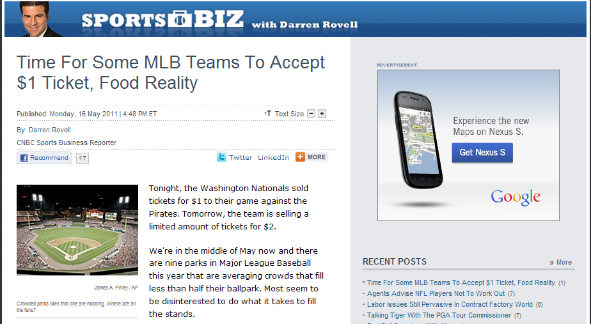 SPORTS BIZ with Darren Rovell
Time For Some MLB Teams To Accept
$1 Ticket, Food Reality
Published: Monday, 16 May 2011 | 4:48 PM ET
Text Size
By: Darren Rovell
CNBC Sports Business Reporter
Recommend 17
Twitter LinkedIn MORE
Tonight, the Washington Nationals sold
tickets for $1 to their game against the
Pirates. Tomorrow, the team is selling a
limited amount of tickets for $2.
James A. Finley / AP
Crowded parks like this one are missing. Where are all
the fans?
We're in the middle of May now and there
are nine parks in Major League Baseball
this year that are averaging crowds that fill
less than half their ballpark. Most seem to
be disinterested to do what it takes to fill
the stands.
ADVERTISEMENT
Experience the new
Maps on Nexus S.
Get Nexus S
Google
RECENT POSTS
» More
Time For Some MLB Teams To Accept $1 Ticket, Food Reality (1)
Agents Advise NFL Players Not To Work Out (7)
Labor Issues Still Pervasive In Contract Factory World (6)
Talking Tiger With The PGA Tour Commissioner (7)